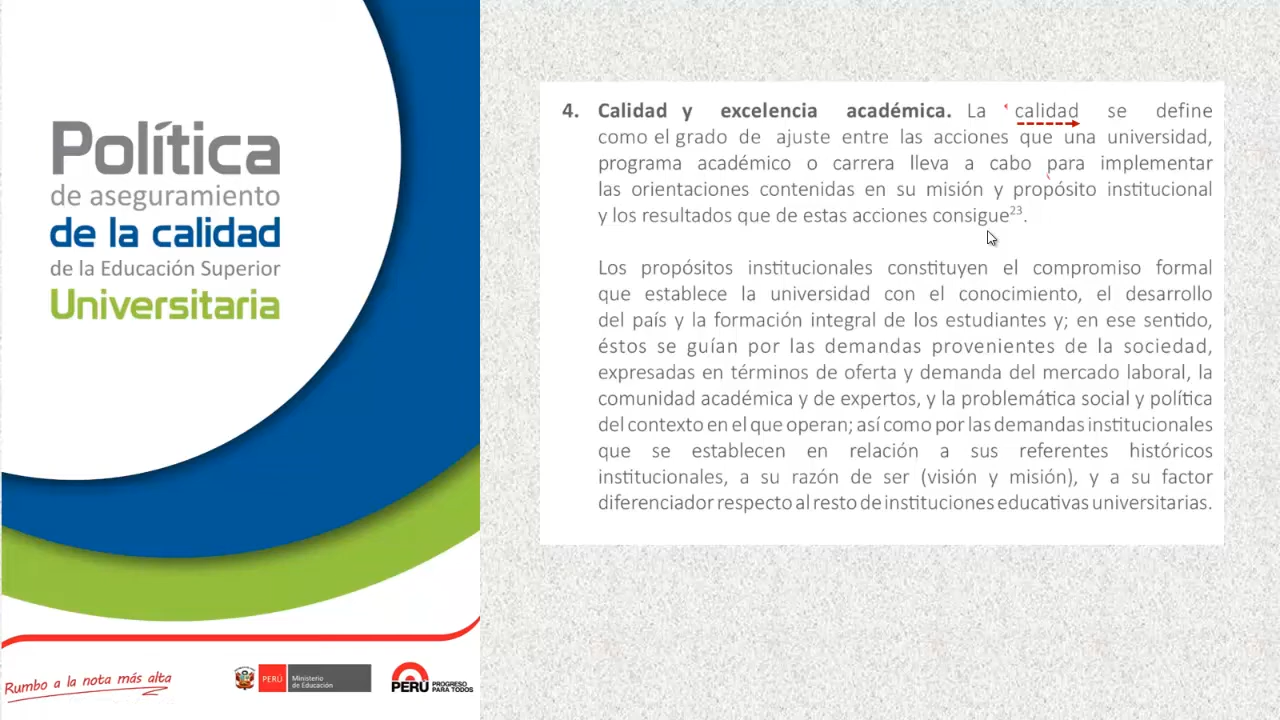 Política
de aseguramiento
de la calidad
de la Educación Superior
Universitaria
Rumbo a la nota más alta
PERÚ
Ministerio
de Educación
PERÚ
PROGRESO
PARA TODOS
4. Calidad y excelencia académica. La calidad se define
como el grado de ajuste entre las acciones que una universidad,
programa académico o carrera lleva a cabo para implementar
las orientaciones contenidas en su misión y propósito institucional
y los resultados que de estas acciones consigue23.
Los propósitos institucionales constituyen el compromiso formal
que establece la universidad con el conocimiento, el desarrollo
del país y la formación integral de los estudiantes y; en ese sentido,
éstos se guían por las demandas provenientes de la sociedad,
expresadas en términos de oferta y demanda del mercado laboral, la
comunidad académica y de expertos, y la problemática social y política
del contexto en el que operan; así como por las demandas institucionales
que se establecen en relación a sus referentes históricos
institucionales, a su razón de ser (visión y misión), y a su factor
diferenciador respecto al resto de instituciones educativas universitarias.